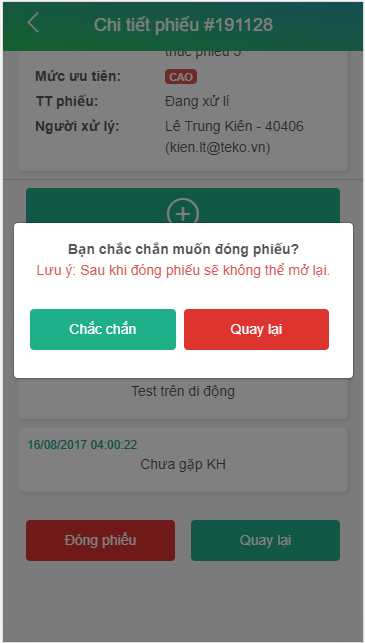 Chi tiết phiếu #191128
thúc phiếu 5
Mức ưu tiên: CAO
TT phiếu: Đang xử lí
Người xử lý: Lê Trung Kiên - 40406
(kien.lt@teko.vn)
Bạn chắc chắn muốn đóng phiếu?
Lưu ý: Sau khi đóng phiếu sẽ không thể mở lại.
Chắc chắn Quay lại
Test trên di động
16/08/2017 04:00:22
Chưa gặp KH
Đóng phiếu Quay lại